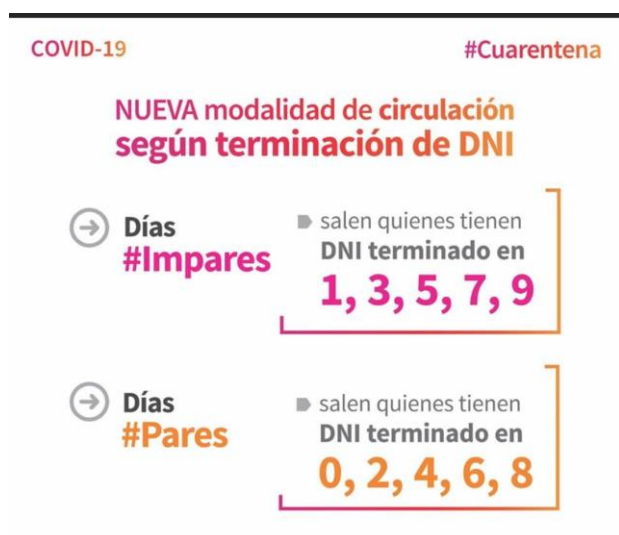 COVID-19
#Cuarentena
NUEVA modalidad de circulación
según terminación de DNI
Días
#Impares
salen quienes tienen
DNI terminado en
1, 3, 5, 7, 9
Días
#Pares
salen quienes tienen
DNI terminado en
0, 2, 4, 6, 8